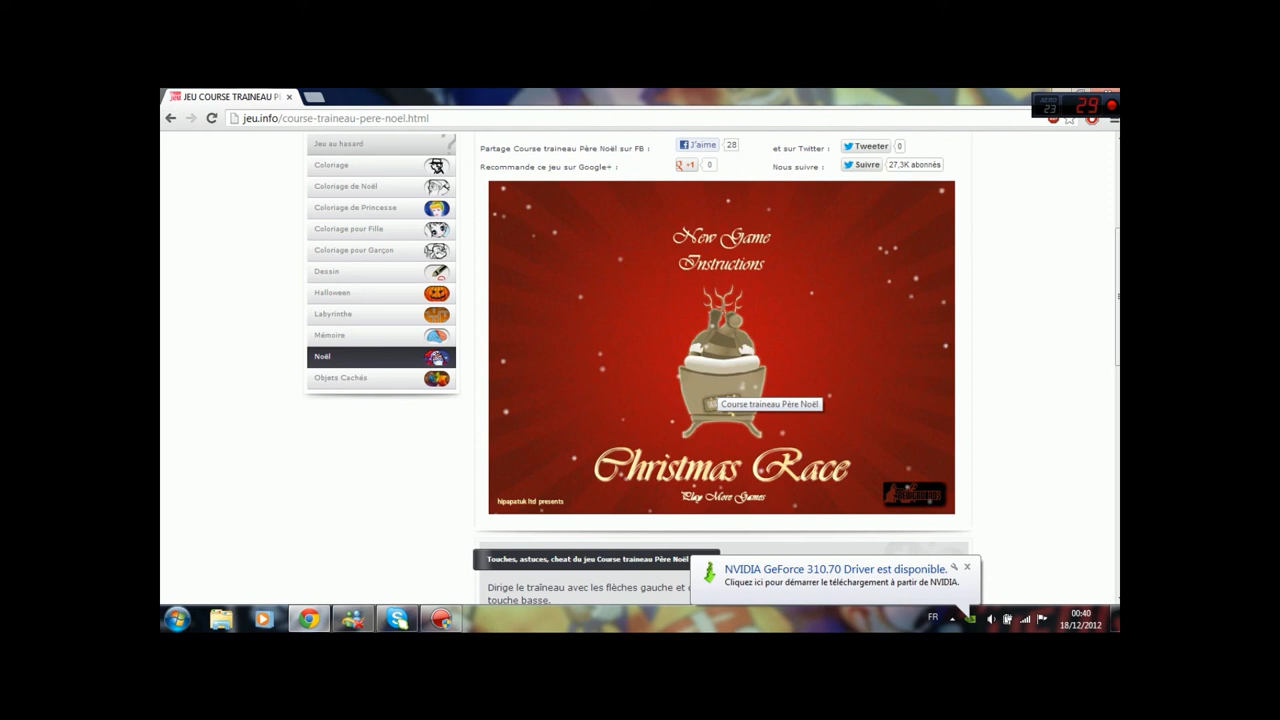 JEU COURSE TRAINEAU P
jeu.info/course-traineau-pere-noel.html
AERO
23
29
Jeu au hasard
Coloriage
Coloriage de Noël
Coloriage de Princesse
Coloriage pour Fille
Coloriage pour Garçon
Dessin
Halloween
Labyrinthe
Mémoire
Noël
Objets Cachés
Partage Course traineau Père Noël sur FB :
J'aime
28
et sur Twitter :
Tweeter
0
Recommande ce jeu sur Google+ :
+1
0
Nous suivre :
Suivre
27,3K abonnés
New Game
Instructions
Course traineau Père Noël
Christmas Race
Play More Games
hipapatuk ltd presents
Touches, astuces, cheat du jeu Course traineau Père Noël
Dirige le traîneau avec les flèches gauche et
touche basse.
NVIDIA GeForce 310.70 Driver est disponible.
Cliquez ici pour démarrer le téléchargement à partir de NVIDIA.
FR
00:40
18/12/2012